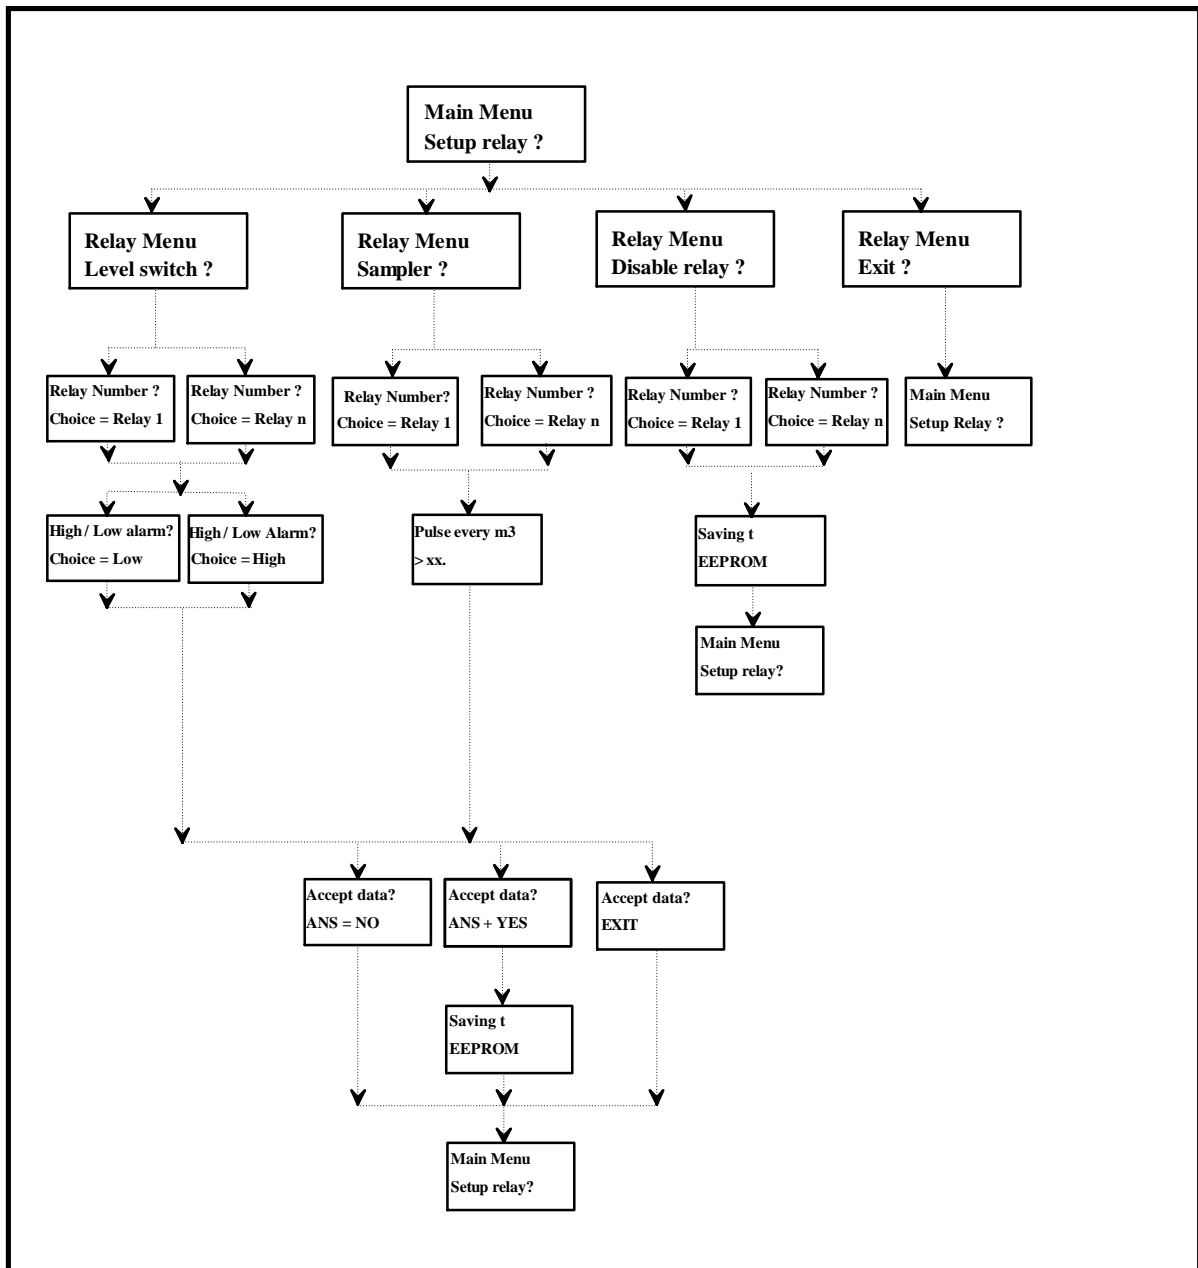 Main Menu
Setup relay ?
Relay Menu
Level switch ?
Relay Menu
Sampler ?
Relay Menu
Disable relay ?
Relay Menu
Exit ?
Relay Number ?
Choice = Relay 1
Relay Number ?
Choice = Relay n
Relay Number?
Choice = Relay 1
Relay Number ?
Choice = Relay n
Relay Number ?
Choice = Relay 1
Relay Number ?
Choice = Relay n
Main Menu
Setup Relay ?
High / Low alarm?
Choice = Low
High / Low Alarm?
Choice = High
Pulse every m3
> xx.
Saving t
EEPROM
Main Menu
Setup relay?
Accept data?
ANS = NO
Accept data?
ANS + YES
Accept data?
EXIT
Saving t
EEPROM
Main Menu
Setup relay?